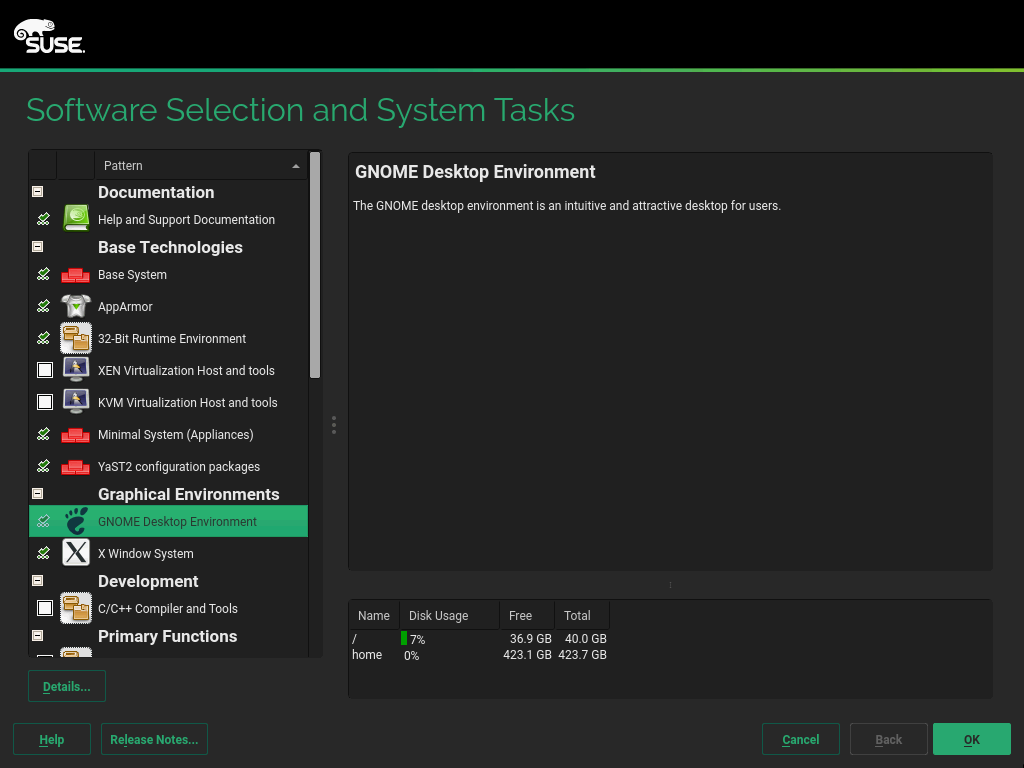 SUSE
Software Selection and System Tasks
Pattern
Documentation
Help and Support Documentation
Base Technologies
Base System
AppArmor
32-Bit Runtime Environment
XEN Virtualization Host and tools
KVM Virtualization Host and tools
Minimal System (Appliances)
YaST2 configuration packages
Graphical Environments
GNOME Desktop Environment
X Window System
Development
C/C++ Compiler and Tools
Primary Functions
Details...
GNOME Desktop Environment
The GNOME desktop environment is an intuitive and attractive desktop for users.
Name Disk Usage Free Total
/ 7% 36.9 GB 40.0 GB
home 0% 423.1 GB 423.7 GB
Help Release Notes... Cancel Back OK